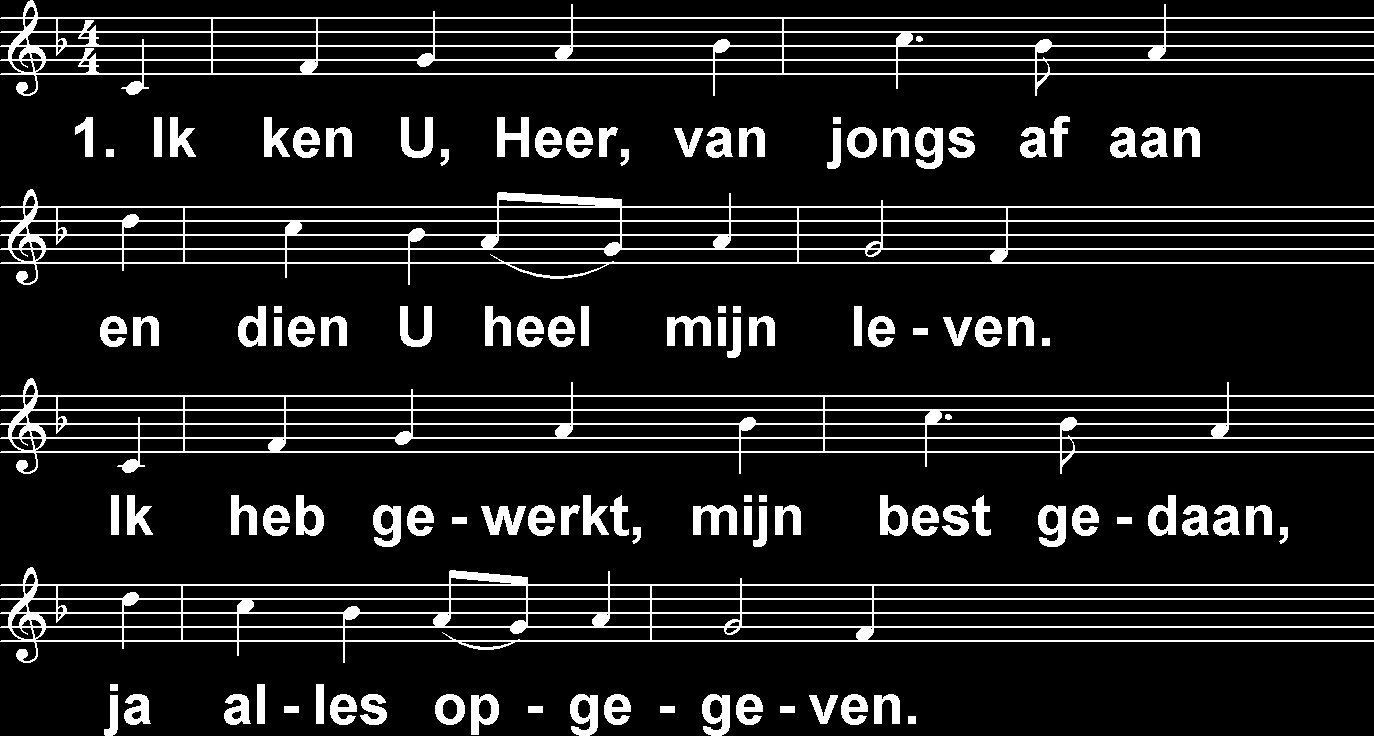 1. Ik ken U, Heer, van jongs af aan
en dien U heel mijn le - ven.
Ik heb ge - werkt, mijn best ge - daan,
ja al - les op - ge - ge - ven.